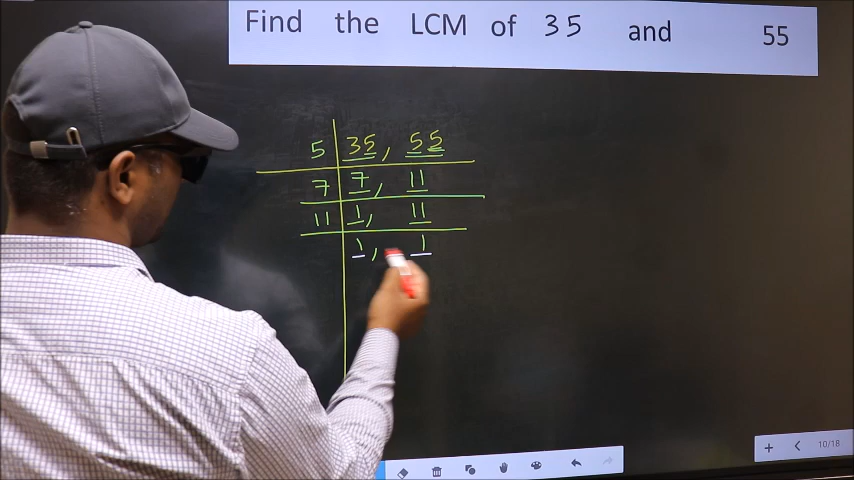 Find the LCM of 35 and 55
5 35, 55
7 7, 11
11 1, 11
1, 1
10/18